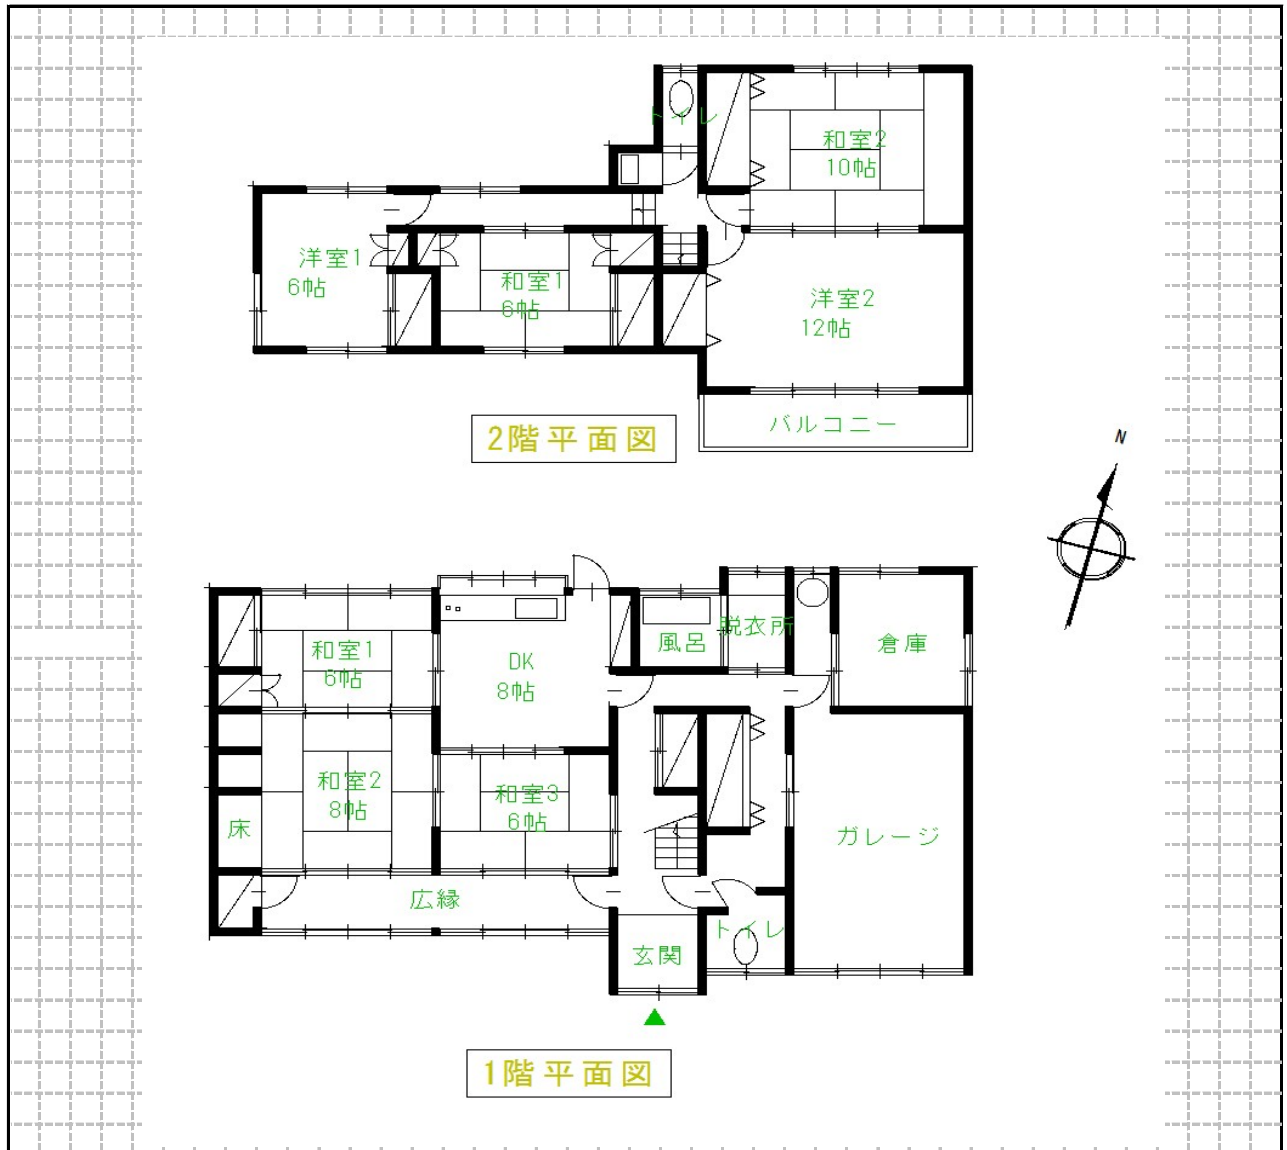 トイレ
和室2
10帖
洋室1
6帖
和室1
6帖
洋室2
12帖
バルコニー
2階平面図
N
和室1
6帖
DK
8帖
風呂
脱衣所
倉庫
和室2
8帖
和室3
6帖
床
ガレージ
広縁
トイレ
玄関
1階平面図